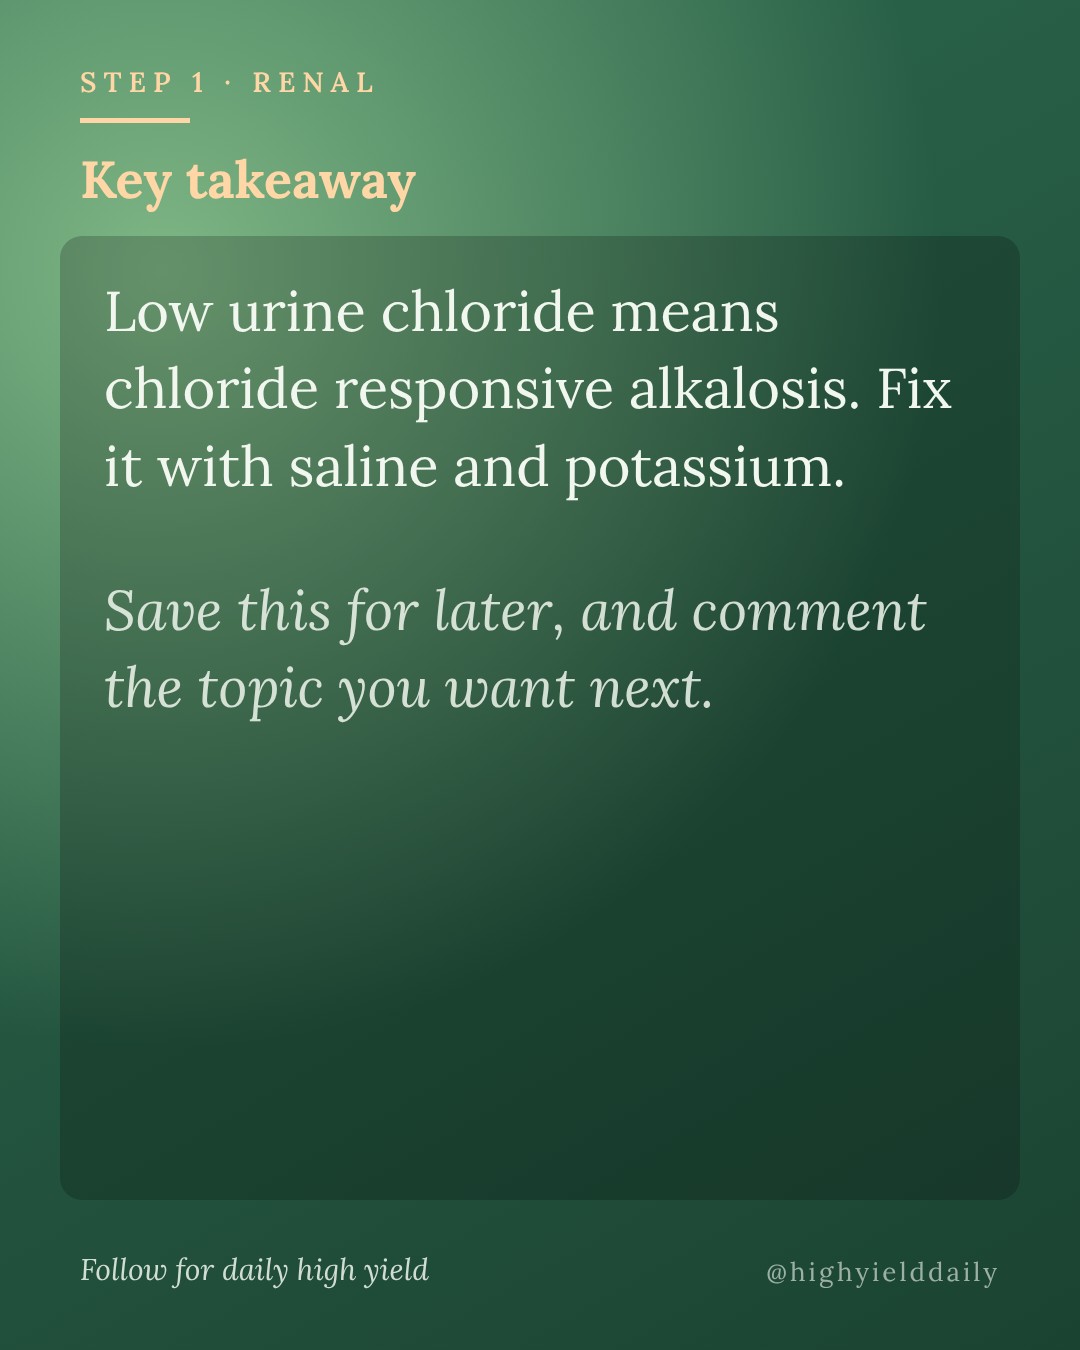 STEP 1 · RENAL
Key takeaway
Low urine chloride means
chloride responsive alkalosis. Fix
it with saline and potassium.
Save this for later, and comment
the topic you want next.
Follow for daily high yield
@highyielddaily